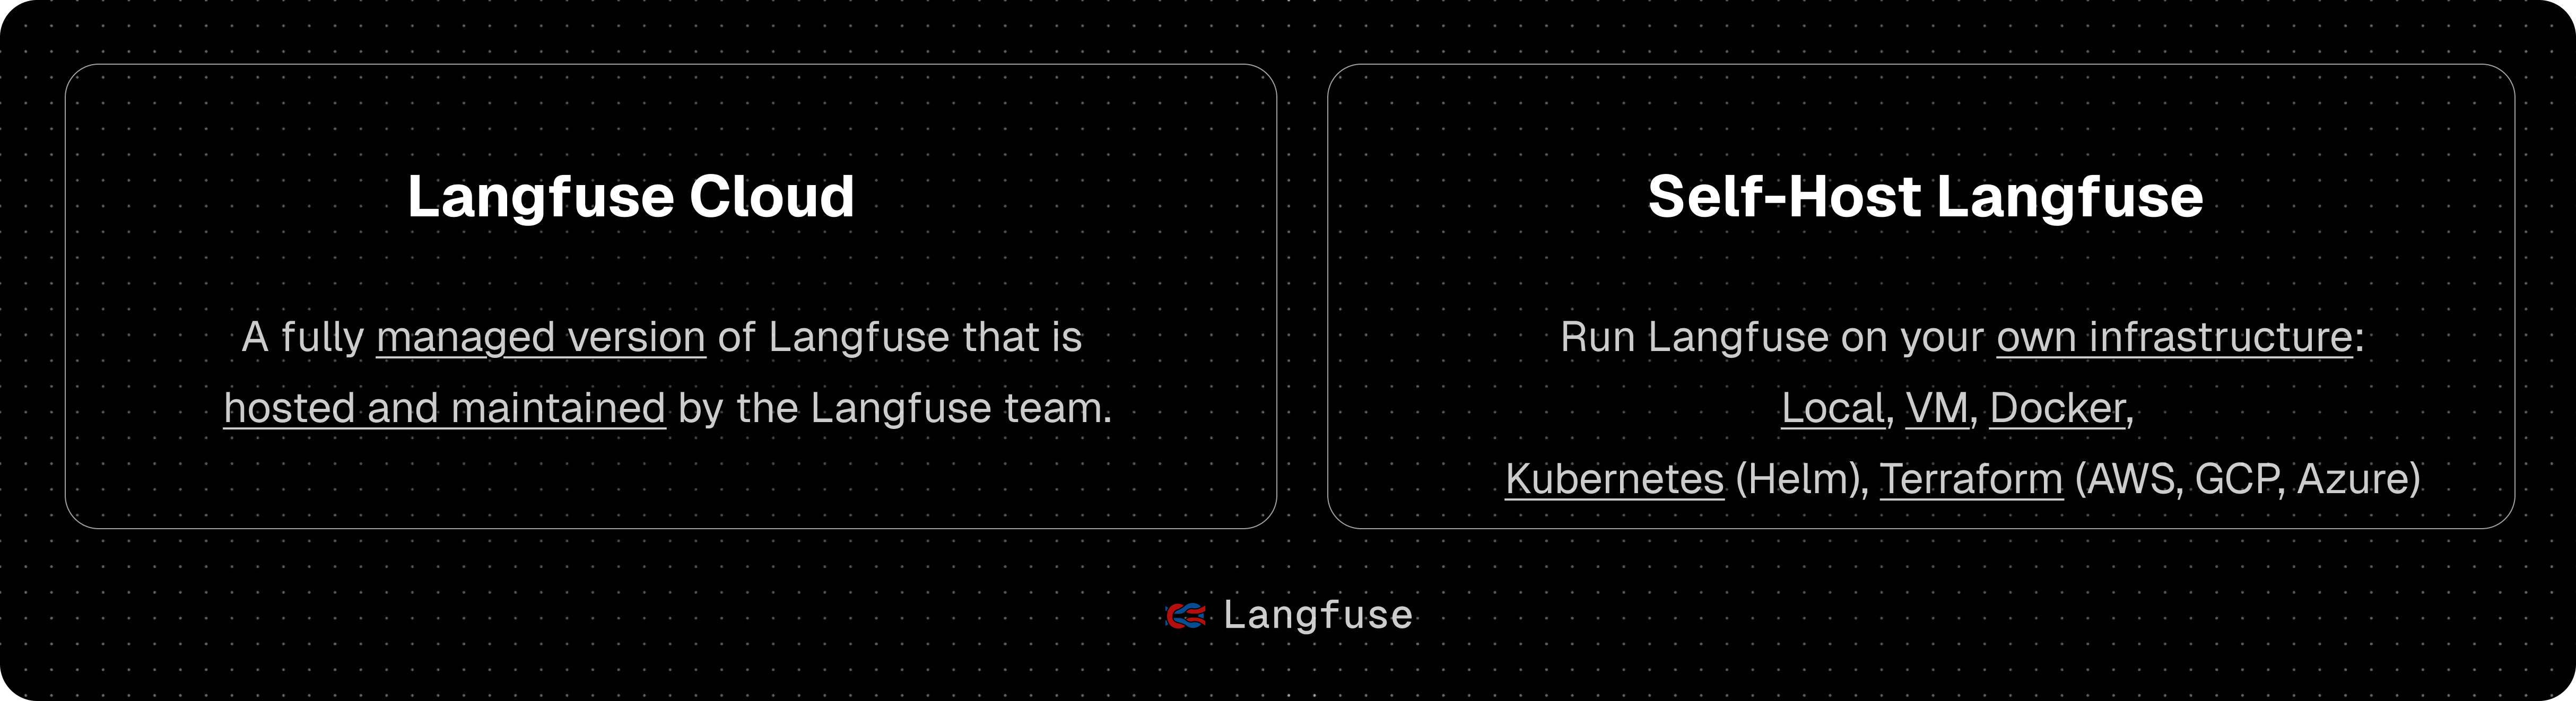 Langfuse Cloud
A fully managed version of Langfuse that is
hosted and maintained by the Langfuse team.
Self-Host Langfuse
Run Langfuse on your own infrastructure:
Local, VM, Docker,
Kubernetes (Helm), Terraform (AWS, GCP, Azure)
Langfuse